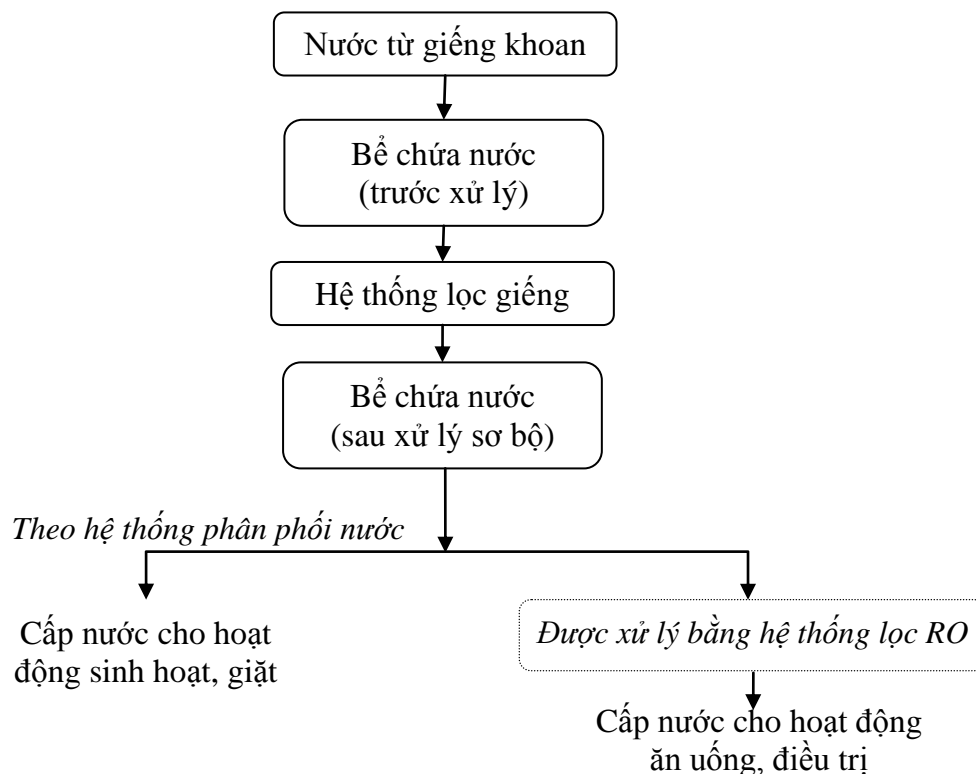 Nước từ giếng khoan
Bể chứa nước
(trước xử lý)
Hệ thống lọc giếng
Bể chứa nước
(sau xử lý sơ bộ)
Theo hệ thống phân phối nước
Cấp nước cho hoạt
động sinh hoạt, giặt
Được xử lý bằng hệ thống lọc RO
Cấp nước cho hoạt động
ăn uống, điều trị